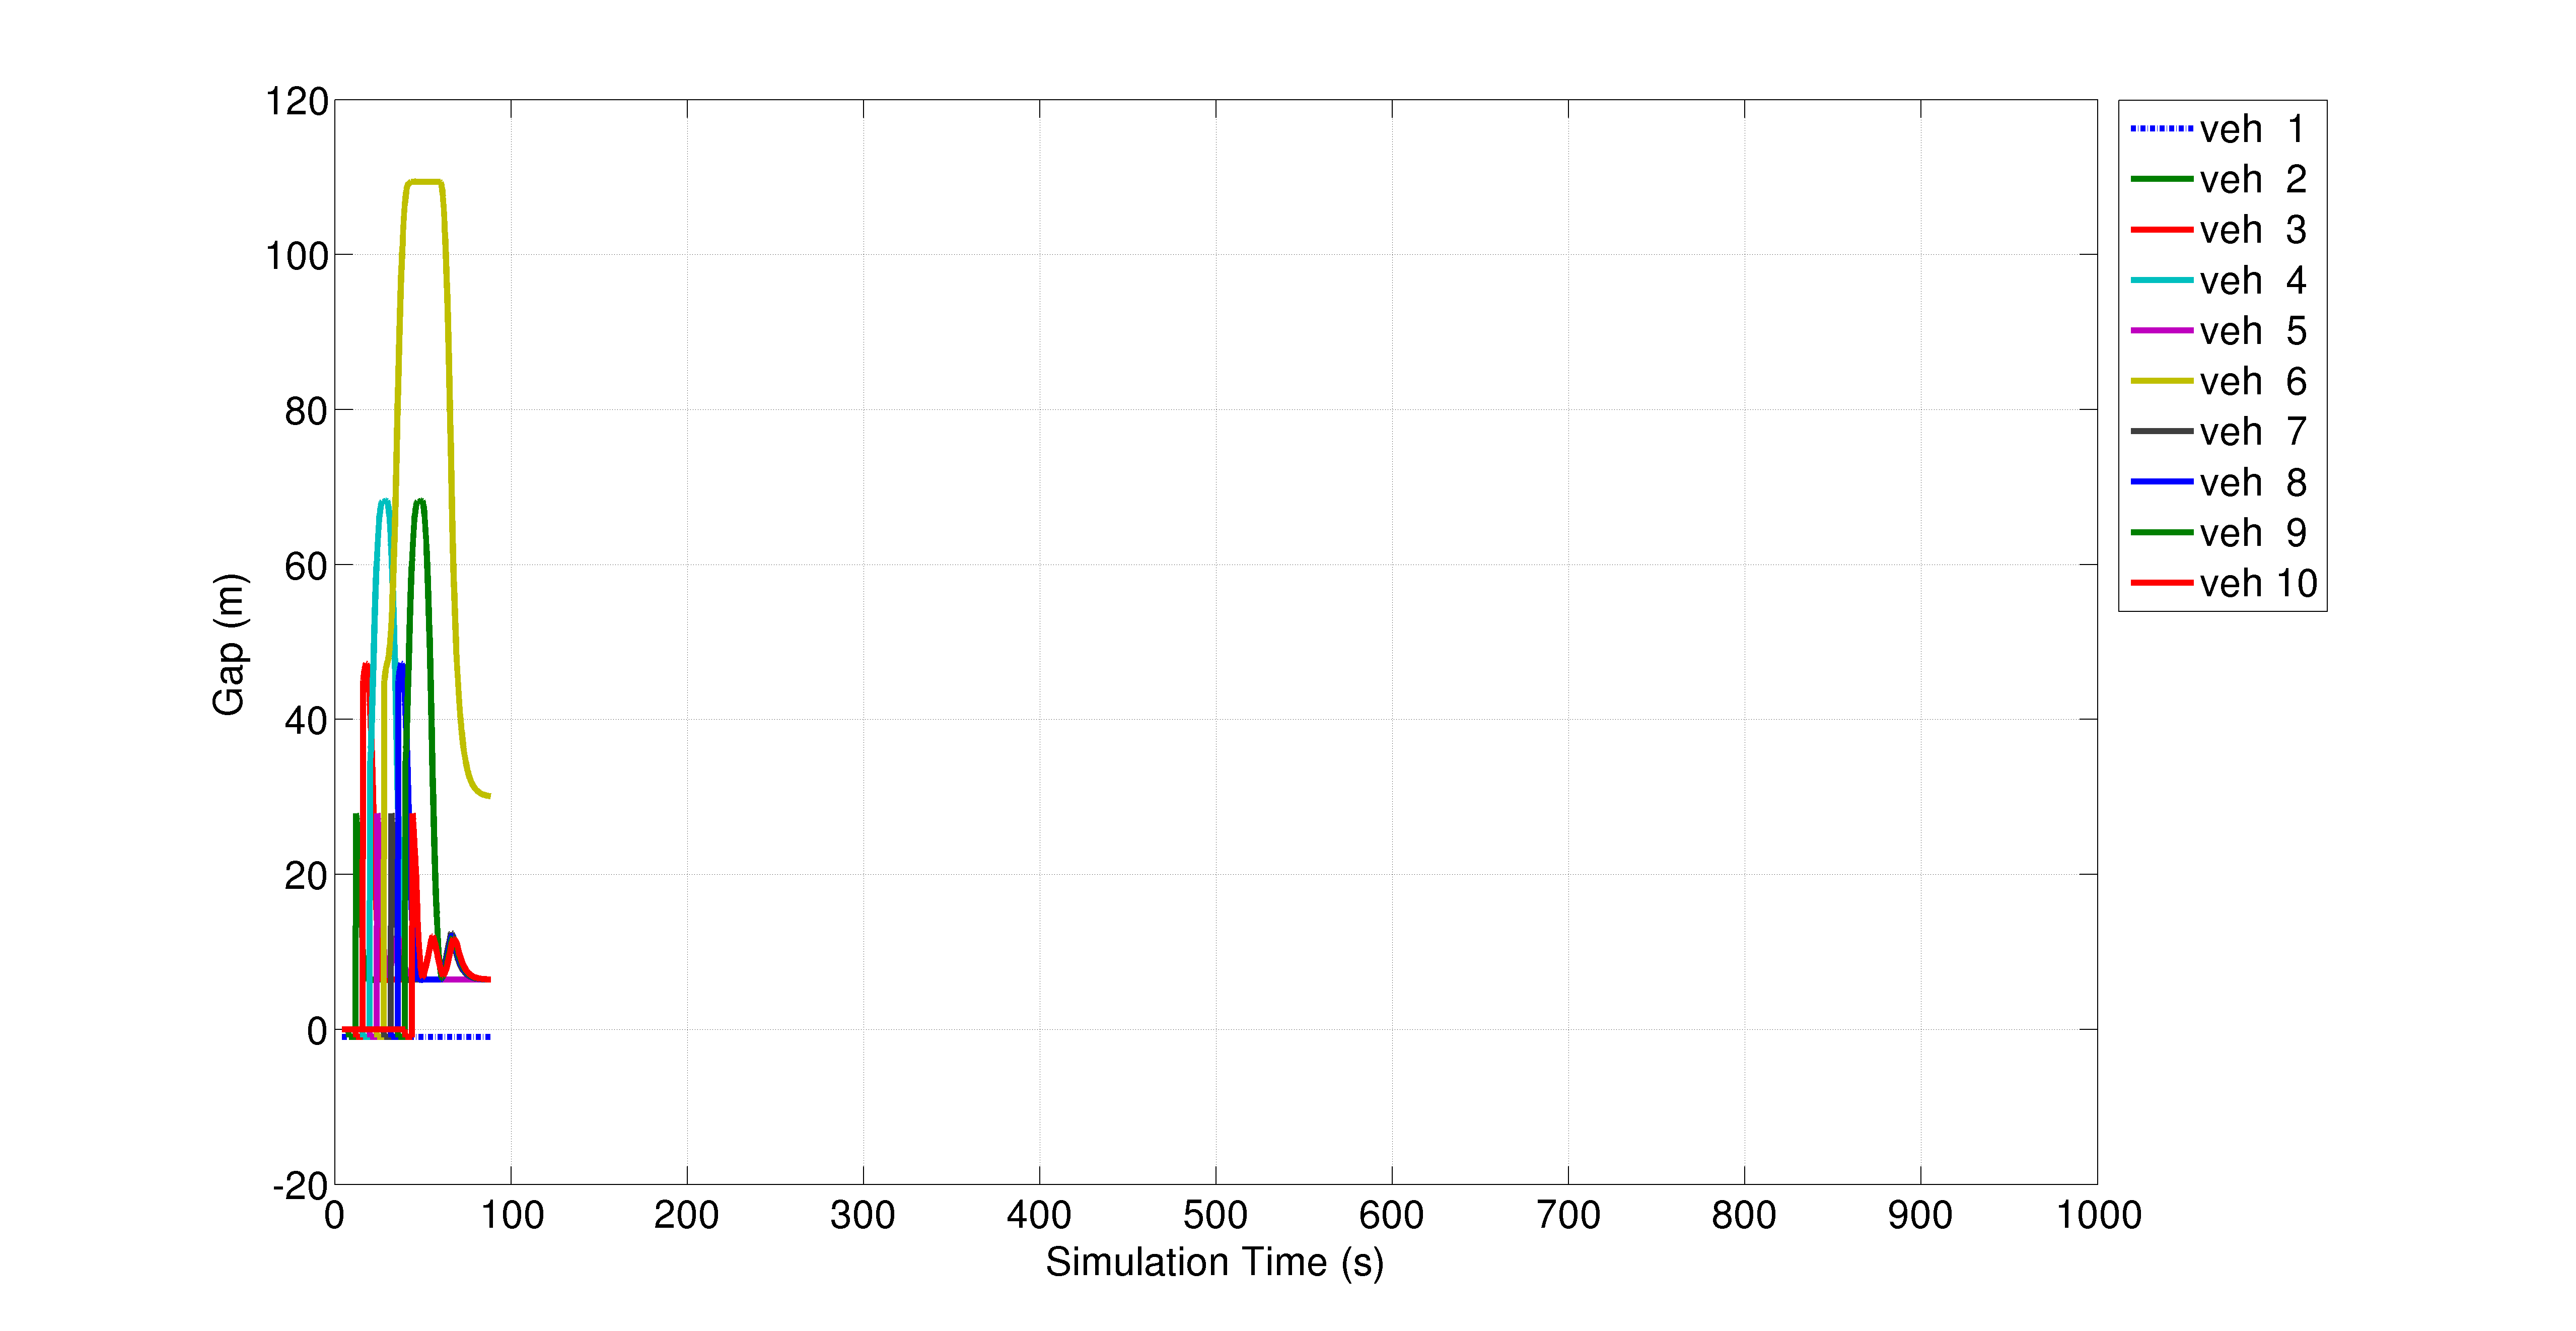 120
100
80
60
40
20
0
-20
Gap (m)
0 100 200 300 400 500 600 700 800 900 1000
Simulation Time (s)
veh 1
veh 2
veh 3
veh 4
veh 5
veh 6
veh 7
veh 8
veh 9
veh 10